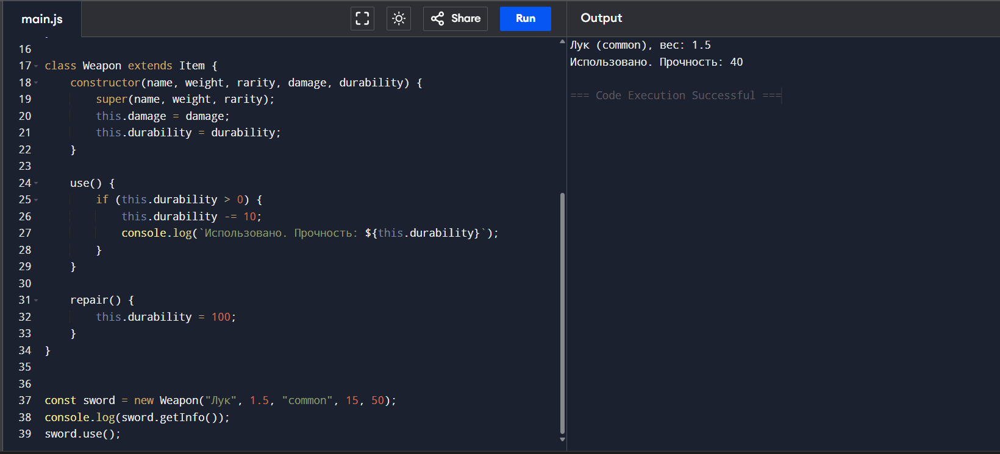 main.js Share Run Output
16
17 class Weapon extends Item {
18 constructor(name, weight, rarity, damage, durability) {
19 super(name, weight, rarity);
20 this.damage = damage;
21 this.durability = durability;
22 }
23
24 use() {
25 if (this.durability > 0) {
26 this.durability -= 10;
27 console.log(`Использовано. Прочность: ${this.durability}`);
28 }
29 }
30
31 repair() {
32 this.durability = 100;
33 }
34 }
35
36
37 const sword = new Weapon("Лук", 1.5, "common", 15, 50);
38 console.log(sword.getInfo());
39 sword.use();
Лук (common), вес: 1.5
Использовано. Прочность: 40
=== Code Execution Successful ===